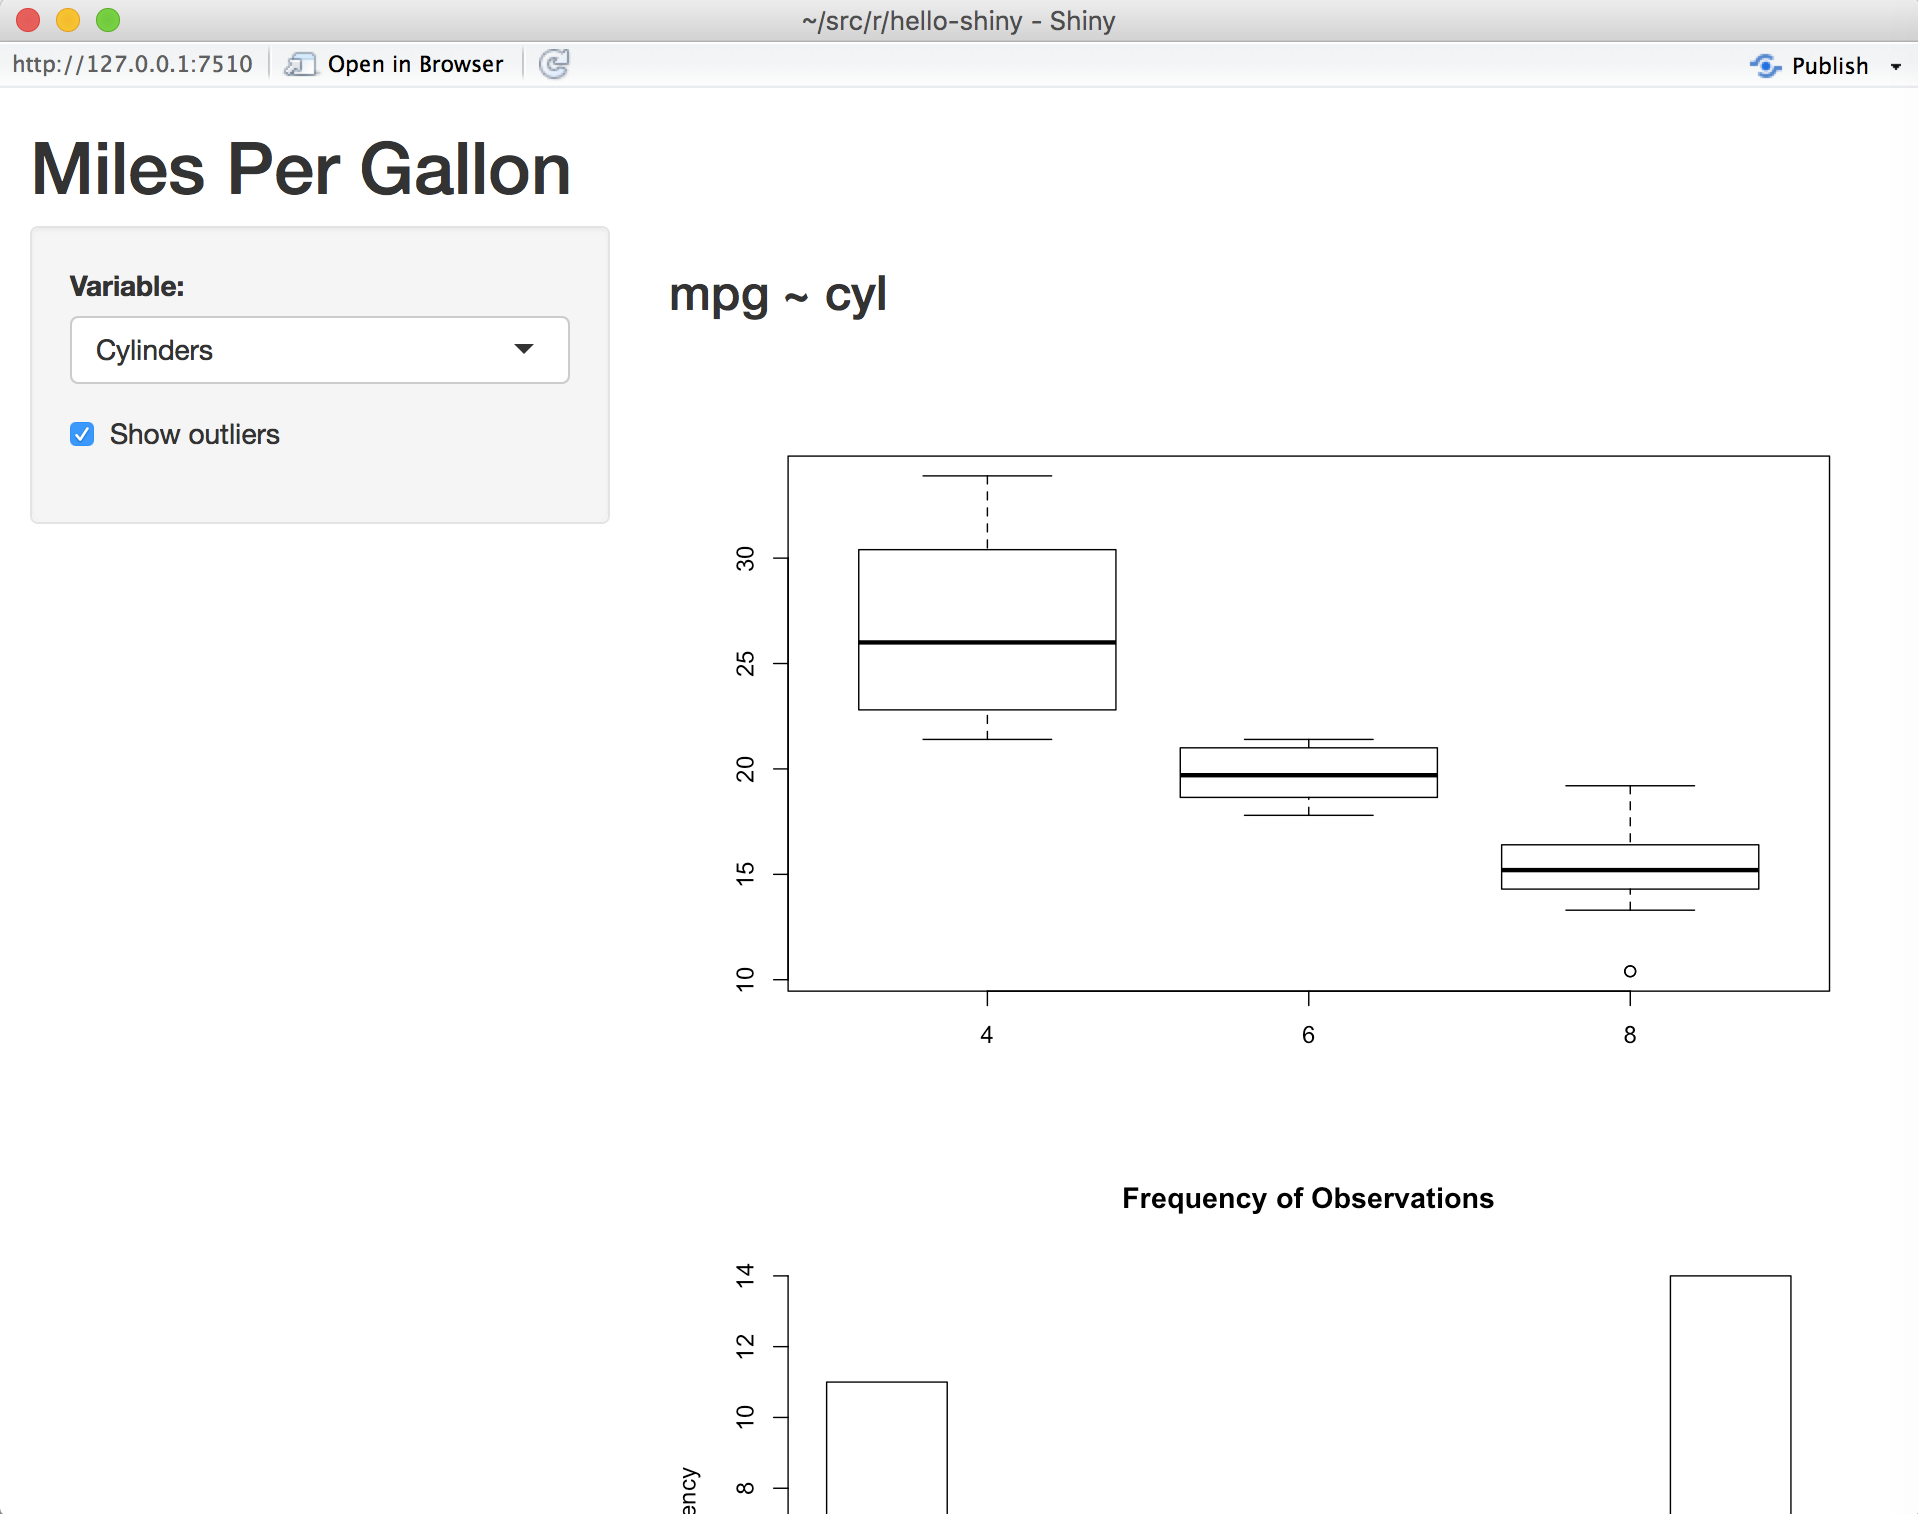 ~/src/r/hello-shiny - Shiny
http://127.0.0.1:7510 Open in Browser Publish
Miles Per Gallon
Variable:
Cylinders
Show outliers
mpg ~ cyl
30
25
20
15
10
4 6 8
Frequency of Observations
14
12
10
8
ency